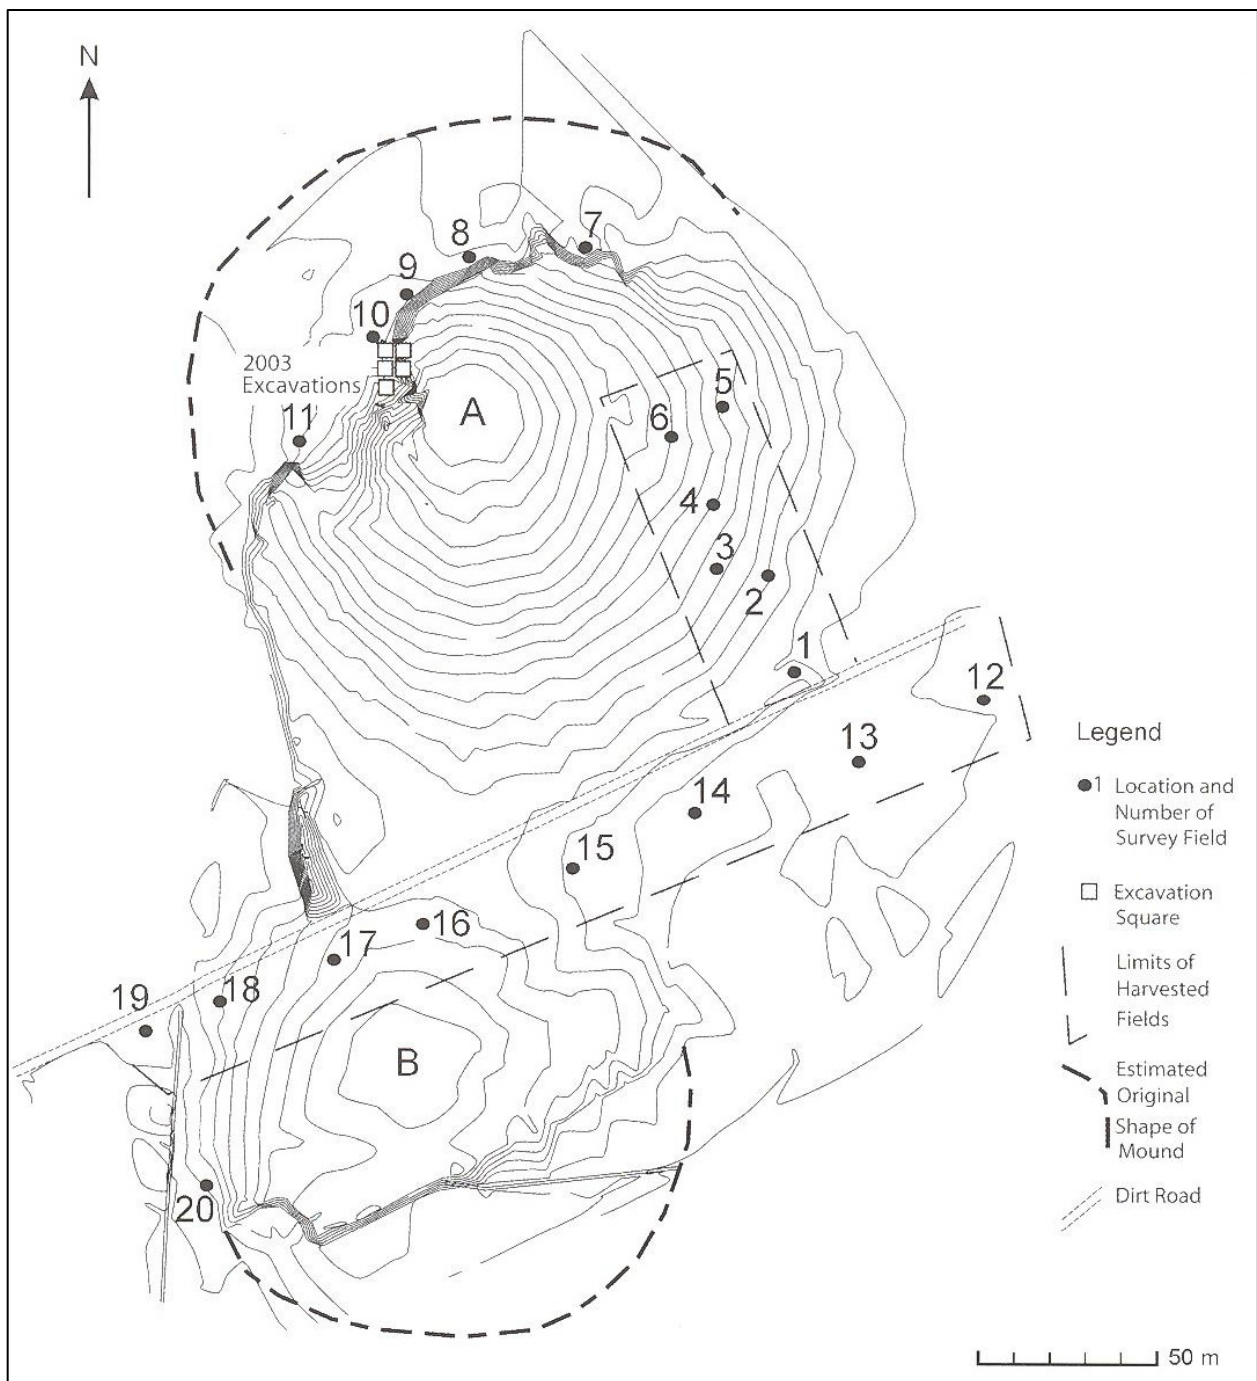 N
7
8
9
10
2003
Excavations
11
A
5
6
4
3
2
1
12
13
14
15
16
17
18
19
B
20
Legend
1 Location and
Number of
Survey Field
Excavation
Square
Limits of
Harvested
Fields
Estimated
Original
Shape of
Mound
Dirt Road
50 m